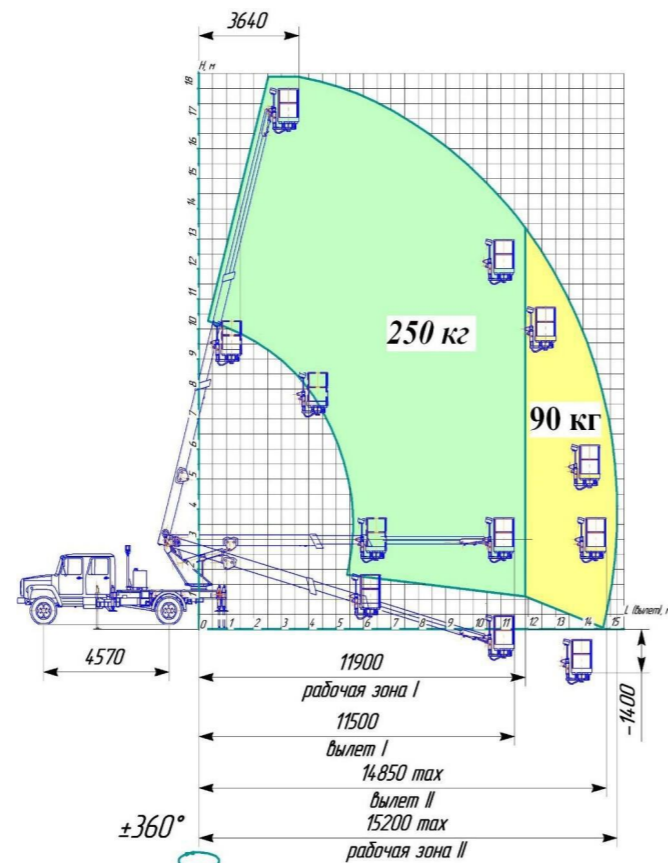 3640
H, м
18
17
16
15
14
13
12
11
10
9
8
7
6
5
4
3
250 кг
90 кг
0 1 2 3 4 5 6 7 8 9 10 11 12 13 14 15
L (вылет), м
4570
11900
рабочая зона I
-1400
11500
вылет I
14850 max
вылет II
±360°
15200 max
рабочая зона II